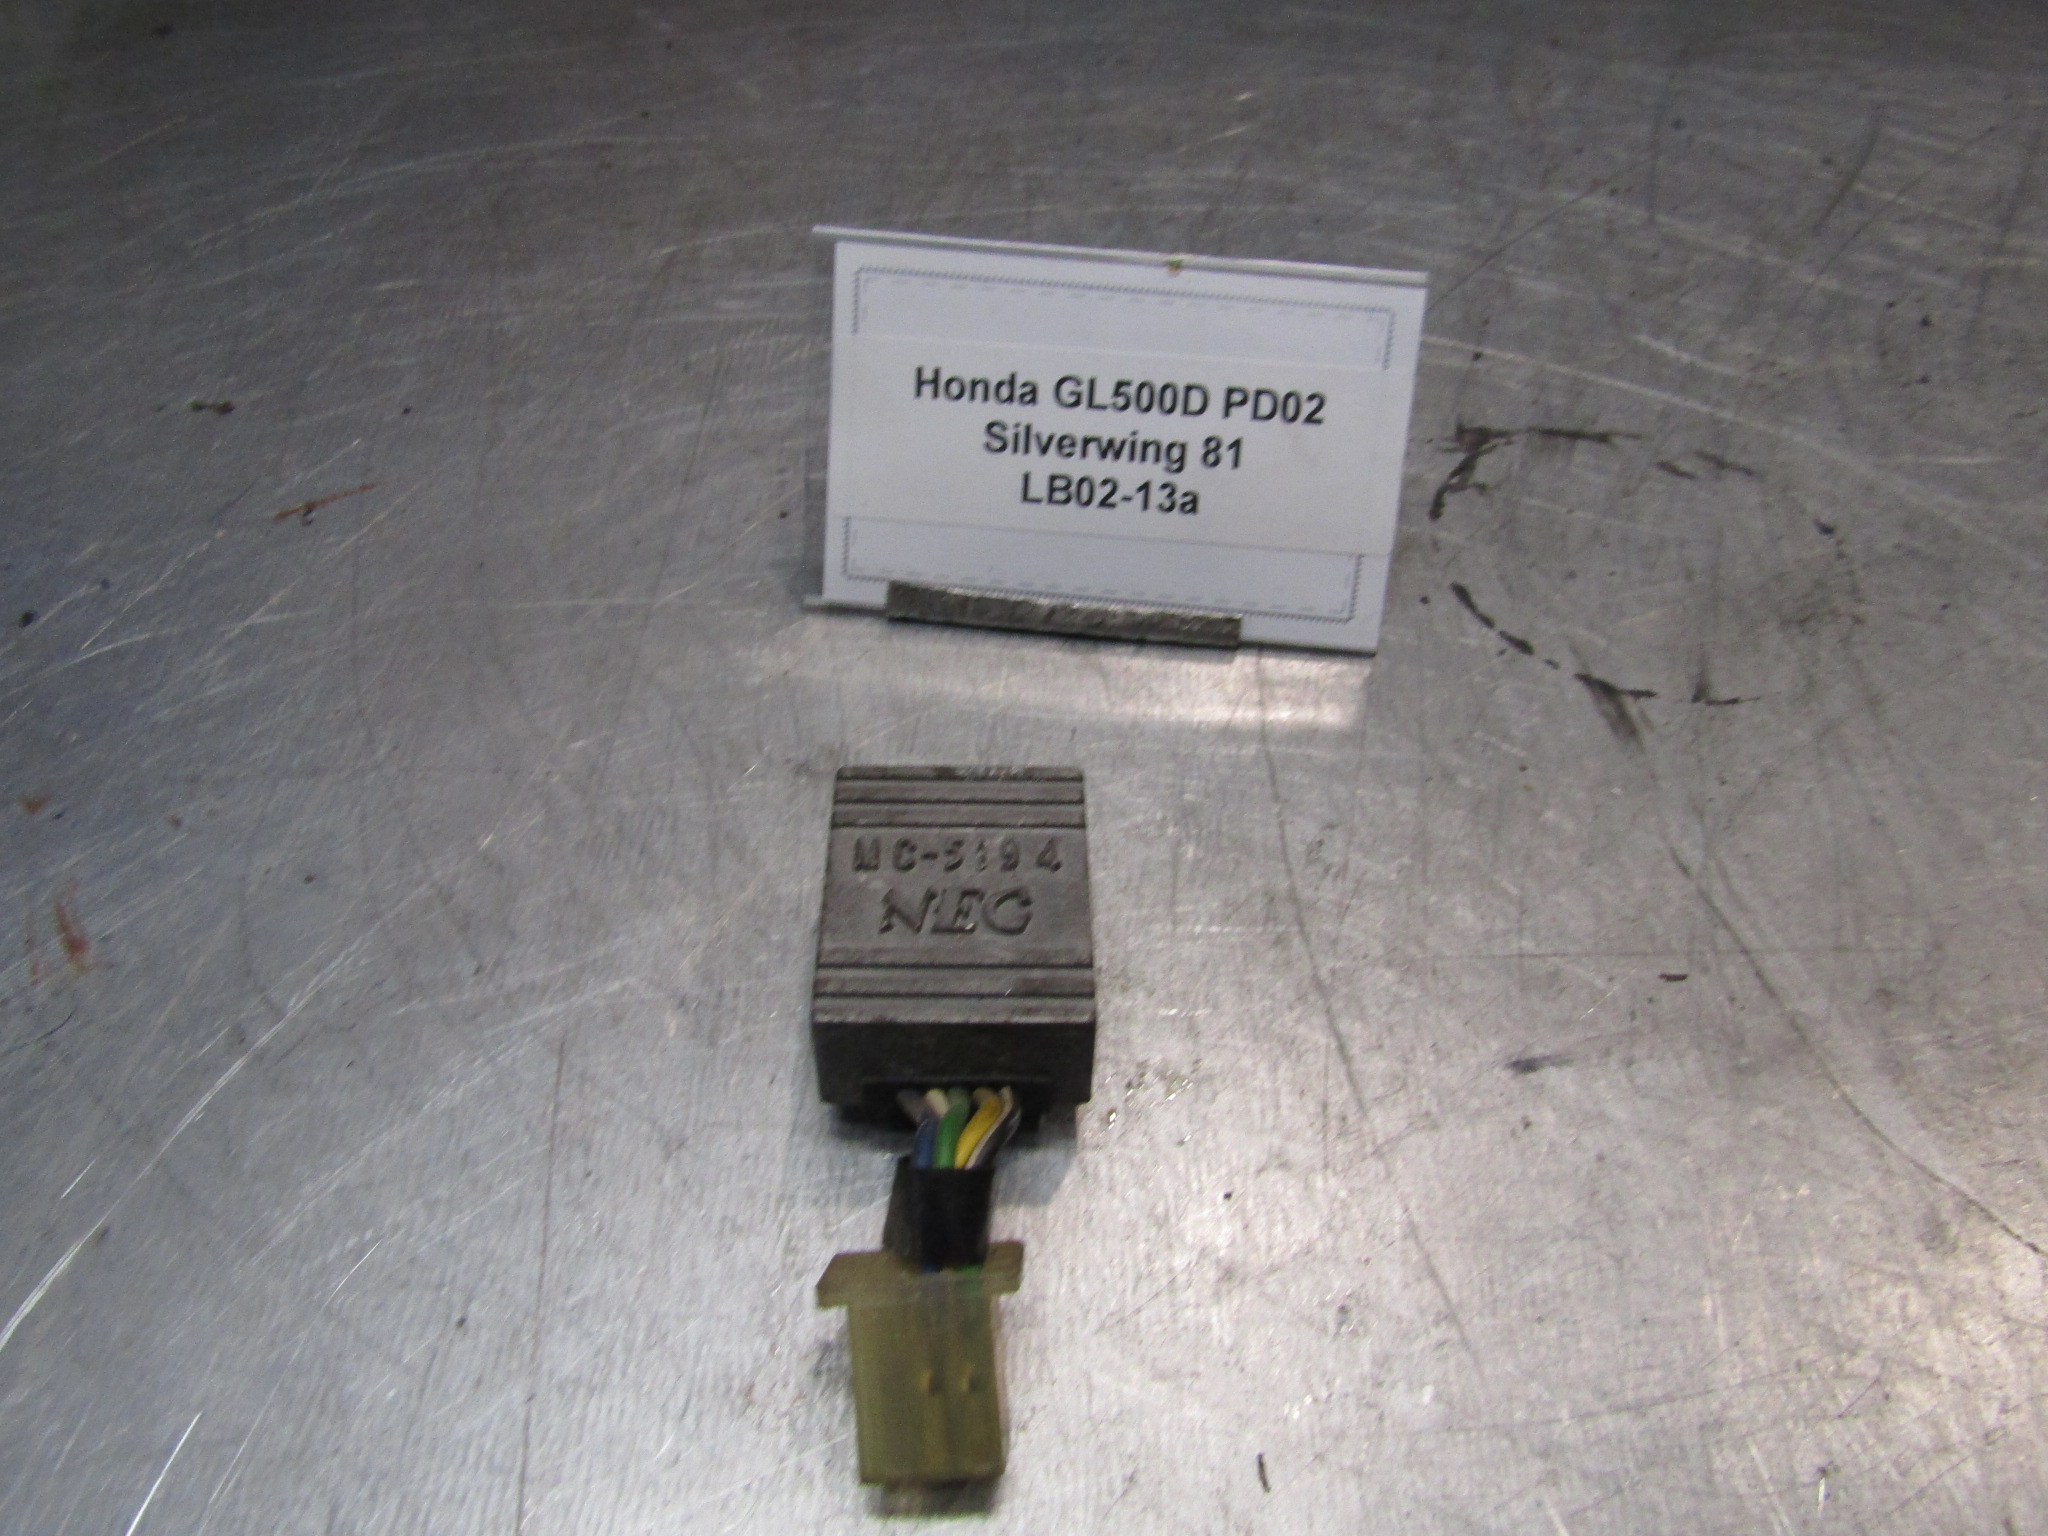 Honda GL500D PD02
Silverwing 81
LB02-13a
MC-5194
NEC